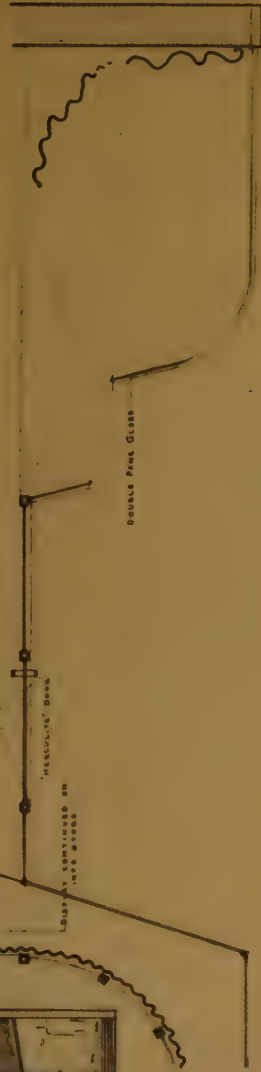 DOUBLE PANE GLASS
"HERCULITE" DOOR
DISPLAY CONTINUED ON
INTO STORE